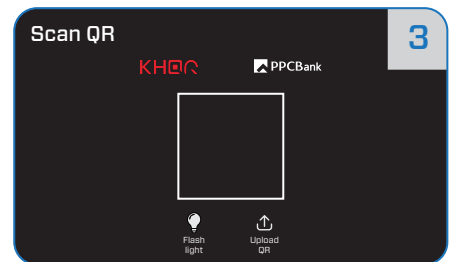 Scan QR
3
KHQR
PPCBank
Flash
light
Upload
QR